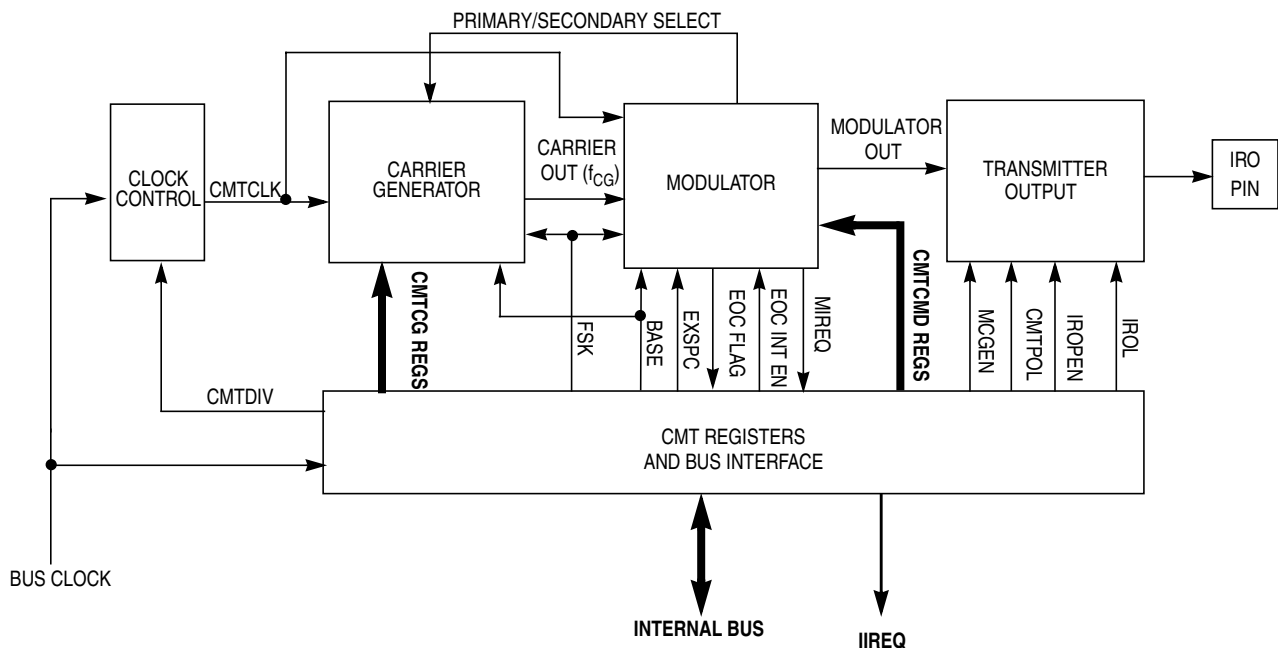 PRIMARY/SECONDARY SELECT
CLOCK
CONTROL
CMTCLK
CARRIER
GENERATOR
CARRIER
OUT (fCG)
MODULATOR
MODULATOR
OUT
TRANSMITTER
OUTPUT
IRO
PIN
CMTCG REGS
FSK
BASE
EXSPC
EOC FLAG
EOC INT EN
MIREQ
CMTCMD REGS
MCGEN
CMTPOL
IROPEN
IROL
CMTDIV
CMT REGISTERS
AND BUS INTERFACE
BUS CLOCK
INTERNAL BUS
IIREQ